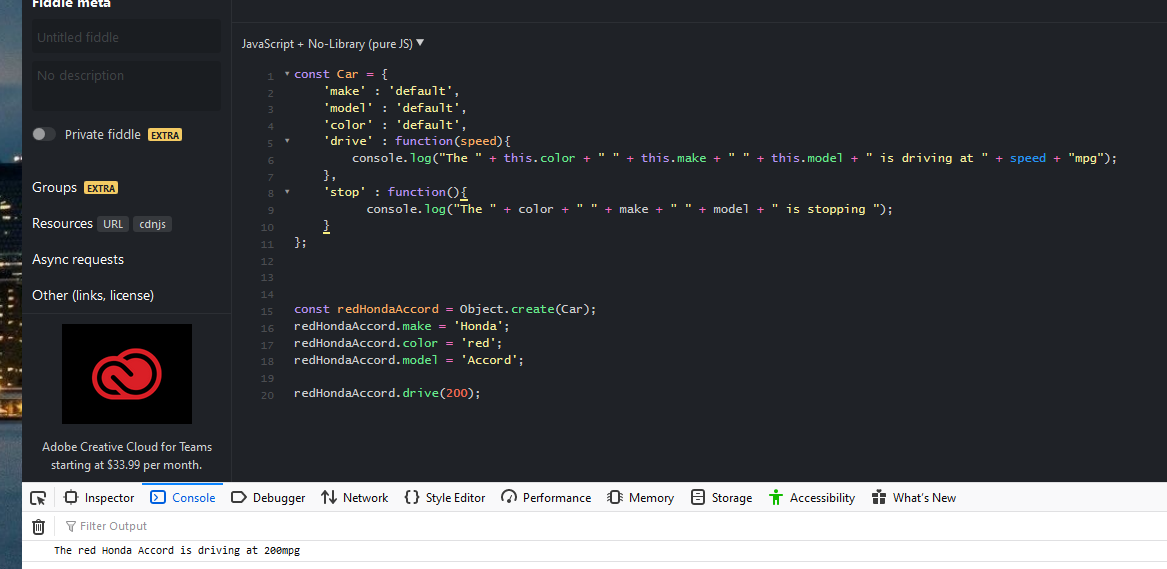 Fiddle meta
Untitled fiddle
No description
Private fiddle EXTRA
Groups EXTRA
Resources URL cdnjs
Async requests
Other (links, license)
Adobe Creative Cloud for Teams
starting at $33.99 per month.
JavaScript + No-Library (pure JS) ▼
1 const Car = {
2 'make' : 'default',
3 'model' : 'default',
4 'color' : 'default',
5 'drive' : function(speed){
6 console.log("The " + this.color + " " + this.make + " " + this.model + " is driving at " + speed + "mpg");
7 },
8 'stop' : function(){
9 console.log("The " + color + " " + make + " " + model + " is stopping ");
10 }
11 };
12
13
14
15 const redHondaAccord = Object.create(Car);
16 redHondaAccord.make = 'Honda';
17 redHondaAccord.color = 'red';
18 redHondaAccord.model = 'Accord';
19
20 redHondaAccord.drive(200);
Inspector Console Debugger Network Style Editor Performance Memory Storage Accessibility What's New
Filter Output
The red Honda Accord is driving at 200mpg